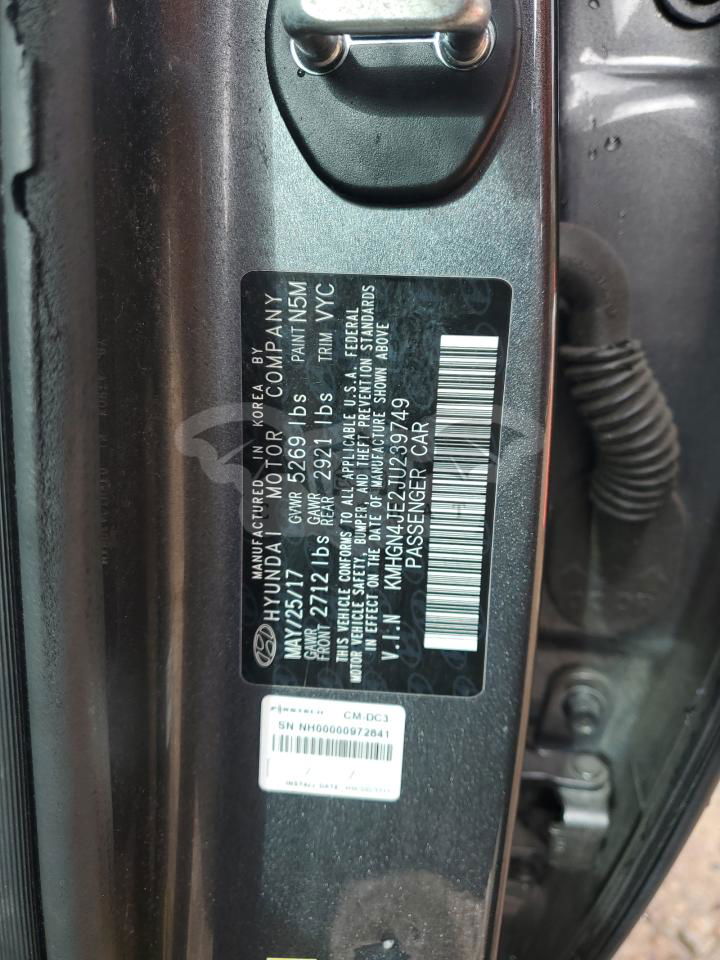 MANUFACTURED IN KOREA BY
HYUNDAI MOTOR COMPANY
MAY/25/17 GVWR 5269 lbs PAINT N5M
GAWR FRONT 2712 lbs GAWR REAR 2921 lbs TRIM VYC
THIS VEHICLE CONFORMS TO ALL APPLICABLE U.S.A. FEDERAL
MOTOR VEHICLE SAFETY, BUMPER, AND THEFT PREVENTION STANDARDS
IN EFFECT ON THE DATE OF MANUFACTURE SHOWN ABOVE
V.I.N KMHGN4JE2JU239749
PASSENGER CAR
CM-DC3
SN NH00000972841
/ /
INSTALL DATE